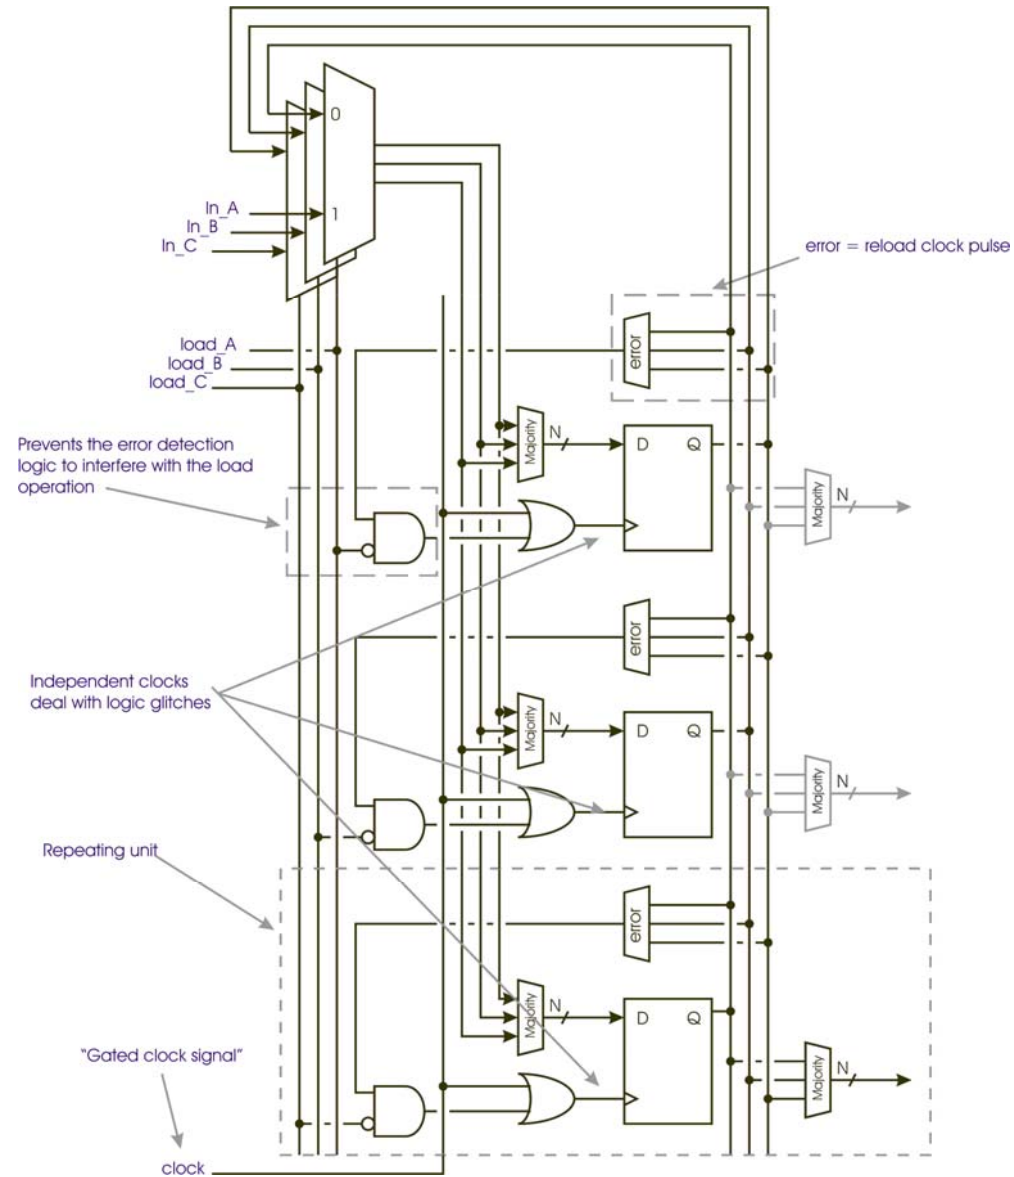 0
In_A
1
In_B
In_C
error = reload clock pulse
load_A
load_B
load_C
error
Prevents the error detection
logic to interfere with the load
operation
Majority
N
D
Q
Majority
N
error
Independent clocks
deal with logic glitches
Majority
N
D
Q
Majority
N
Repeating unit
error
Majority
N
D
Q
"Gated clock signal"
Majority
N
clock